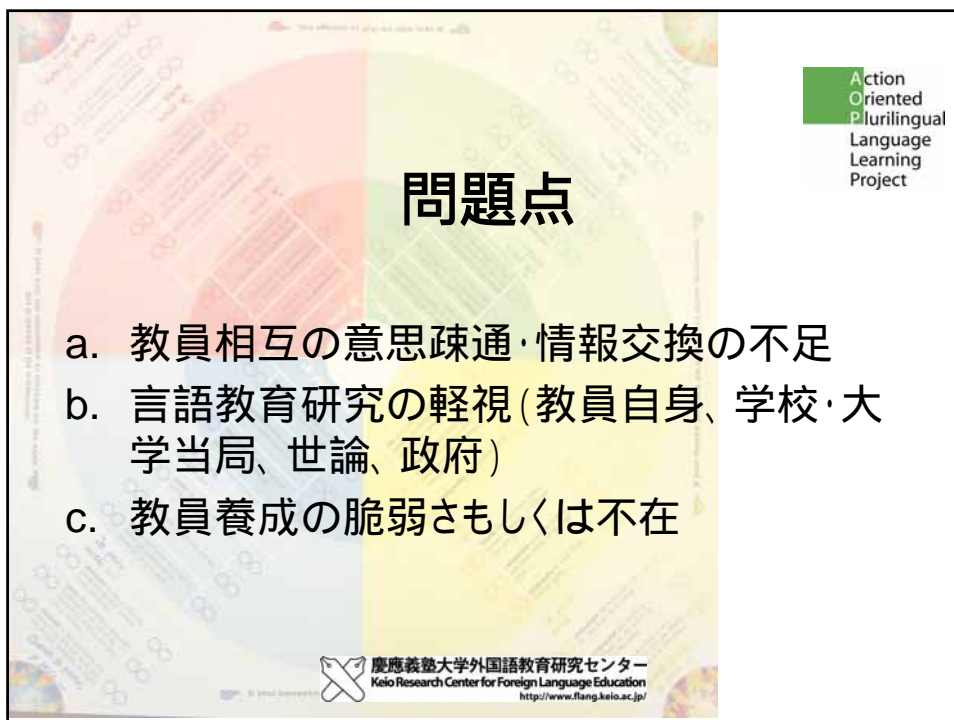 Action
Oriented
Plurilingual
Language
Learning
Project
問題点
a. 教員相互の意思疎通･情報交換の不足
b. 言語教育研究の軽視(教員自身、学校･大
学当局、世論、政府)
c. 教員養成の脆弱さもしくは不在
慶應義塾大学外国語教育研究センター
Keio Research Center for Foreign Language Education
http://www.flang.keio.ac.jp/